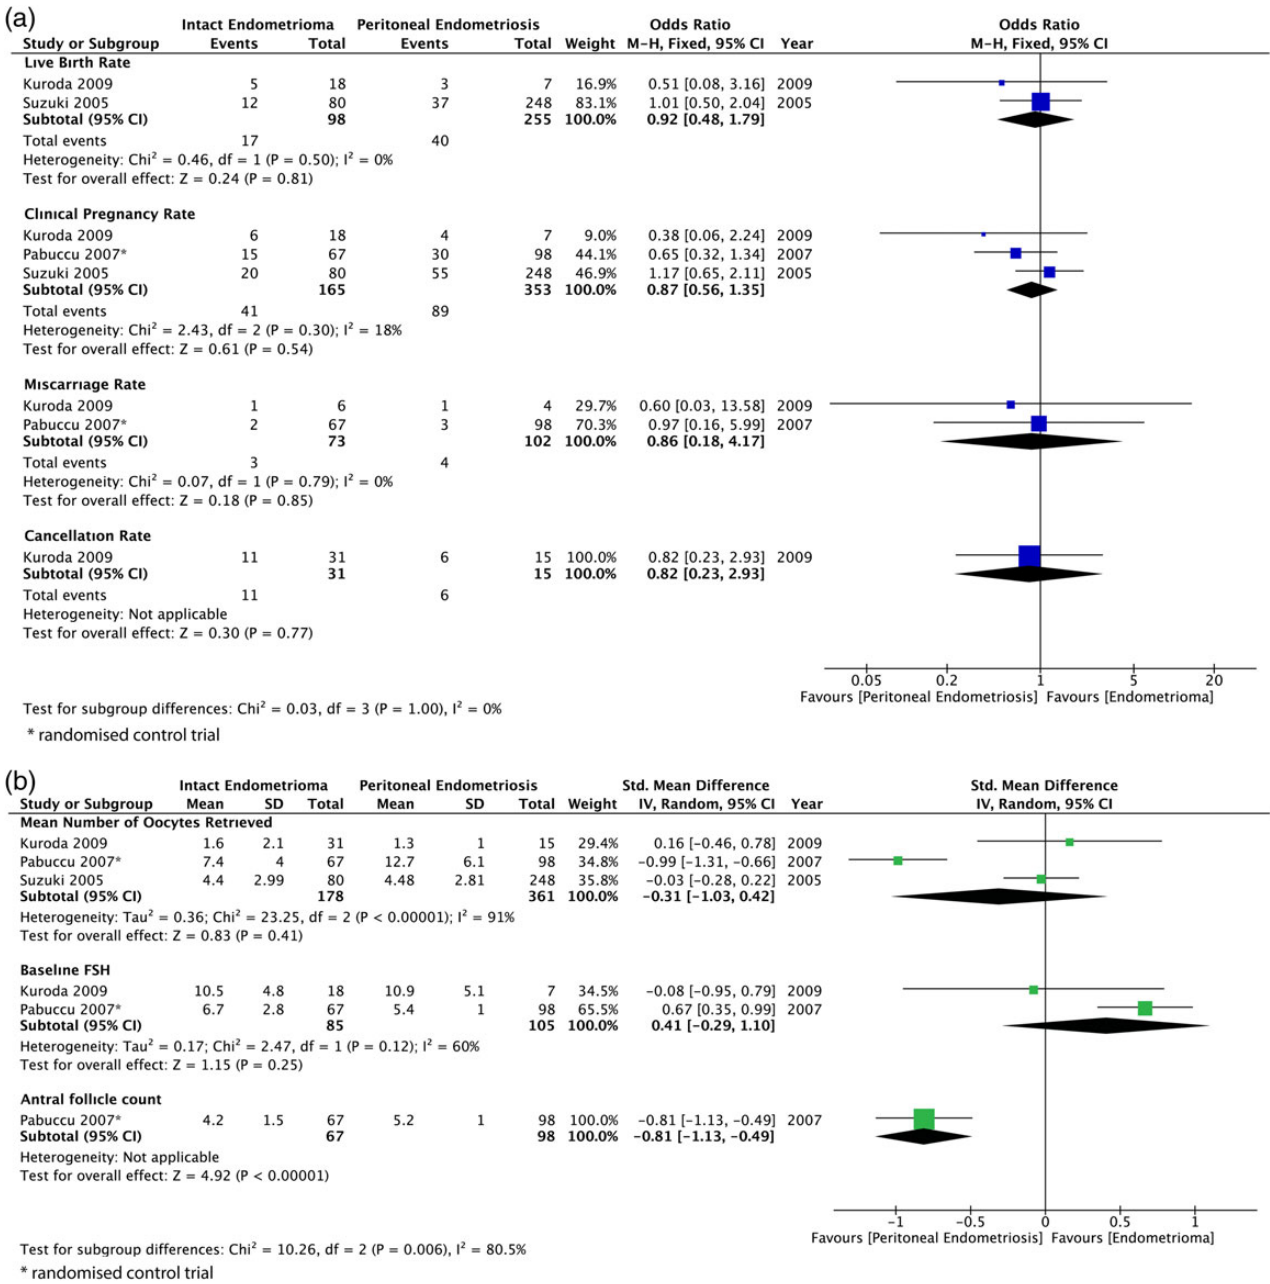 (a)
Intact Endometrioma Peritoneal Endometriosis Odds Ratio Odds Ratio
Study or Subgroup Events Total Events Total Weight M-H, Fixed, 95% CI Year M-H, Fixed, 95% CI
Live Birth Rate
Kuroda 2009 5 18 3 7 16.9% 0.51 [0.08, 3.16] 2009
Suzuki 2005 12 80 37 248 83.1% 1.01 [0.50, 2.04] 2005
Subtotal (95% CI) 98 255 100.0% 0.92 [0.48, 1.79]
Total events 17 40
Heterogeneity: Chi² = 0.46, df = 1 (P = 0.50); I² = 0%
Test for overall effect: Z = 0.24 (P = 0.81)
Clinical Pregnancy Rate
Kuroda 2009 6 18 4 7 9.0% 0.38 [0.06, 2.24] 2009
Pabuccu 2007* 15 67 30 98 44.1% 0.65 [0.32, 1.34] 2007
Suzuki 2005 20 80 55 248 46.9% 1.17 [0.65, 2.11] 2005
Subtotal (95% CI) 165 353 100.0% 0.87 [0.56, 1.35]
Total events 41 89
Heterogeneity: Chi² = 2.43, df = 2 (P = 0.30); I² = 18%
Test for overall effect: Z = 0.61 (P = 0.54)
Miscarriage Rate
Kuroda 2009 1 6 1 4 29.7% 0.60 [0.03, 13.58] 2009
Pabuccu 2007* 2 67 3 98 70.3% 0.97 [0.16, 5.99] 2007
Subtotal (95% CI) 73 102 100.0% 0.86 [0.18, 4.17]
Total events 3 4
Heterogeneity: Chi² = 0.07, df = 1 (P = 0.79); I² = 0%
Test for overall effect: Z = 0.18 (P = 0.85)
Cancellation Rate
Kuroda 2009 11 31 6 15 100.0% 0.82 [0.23, 2.93] 2009
Subtotal (95% CI) 31 15 100.0% 0.82 [0.23, 2.93]
Total events 11 6
Heterogeneity: Not applicable
Test for overall effect: Z = 0.30 (P = 0.77)
0.05 0.2 1 5 20
Favours [Peritoneal Endometriosis] Favours [Endometrioma]
Test for subgroup differences: Chi² = 0.03, df = 3 (P = 1.00), I² = 0%
* randomised control trial
(b)
Intact Endometrioma Peritoneal Endometriosis Std. Mean Difference Std. Mean Difference
Study or Subgroup Mean SD Total Mean SD Total Weight IV, Random, 95% CI Year IV, Random, 95% CI
Mean Number of Oocytes Retrieved
Kuroda 2009 1.6 2.1 31 1.3 1 15 29.4% 0.16 [−0.46, 0.78] 2009
Pabuccu 2007* 7.4 4 67 12.7 6.1 98 34.8% −0.99 [−1.31, −0.66] 2007
Suzuki 2005 4.4 2.99 80 4.48 2.81 248 35.8% −0.03 [−0.28, 0.22] 2005
Subtotal (95% CI) 178 361 100.0% −0.31 [−1.03, 0.42]
Heterogeneity: Tau² = 0.36; Chi² = 23.25, df = 2 (P < 0.00001); I² = 91%
Test for overall effect: Z = 0.83 (P = 0.41)
Baseline FSH
Kuroda 2009 10.5 4.8 18 10.9 5.1 7 34.5% −0.08 [−0.95, 0.79] 2009
Pabuccu 2007* 6.7 2.8 67 5.4 1 98 65.5% 0.67 [0.35, 0.99] 2007
Subtotal (95% CI) 85 105 100.0% 0.41 [−0.29, 1.10]
Heterogeneity: Tau² = 0.17; Chi² = 2.47, df = 1 (P = 0.12); I² = 60%
Test for overall effect: Z = 1.15 (P = 0.25)
Antral follicle count
Pabuccu 2007* 4.2 1.5 67 5.2 1 98 100.0% −0.81 [−1.13, −0.49] 2007
Subtotal (95% CI) 67 98 100.0% −0.81 [−1.13, −0.49]
Heterogeneity: Not applicable
Test for overall effect: Z = 4.92 (P < 0.00001)
−1 −0.5 0 0.5 1
Favours [Peritoneal Endometriosis] Favours [Endometrioma]
Test for subgroup differences: Chi² = 10.26, df = 2 (P = 0.006), I² = 80.5%
* randomised control trial